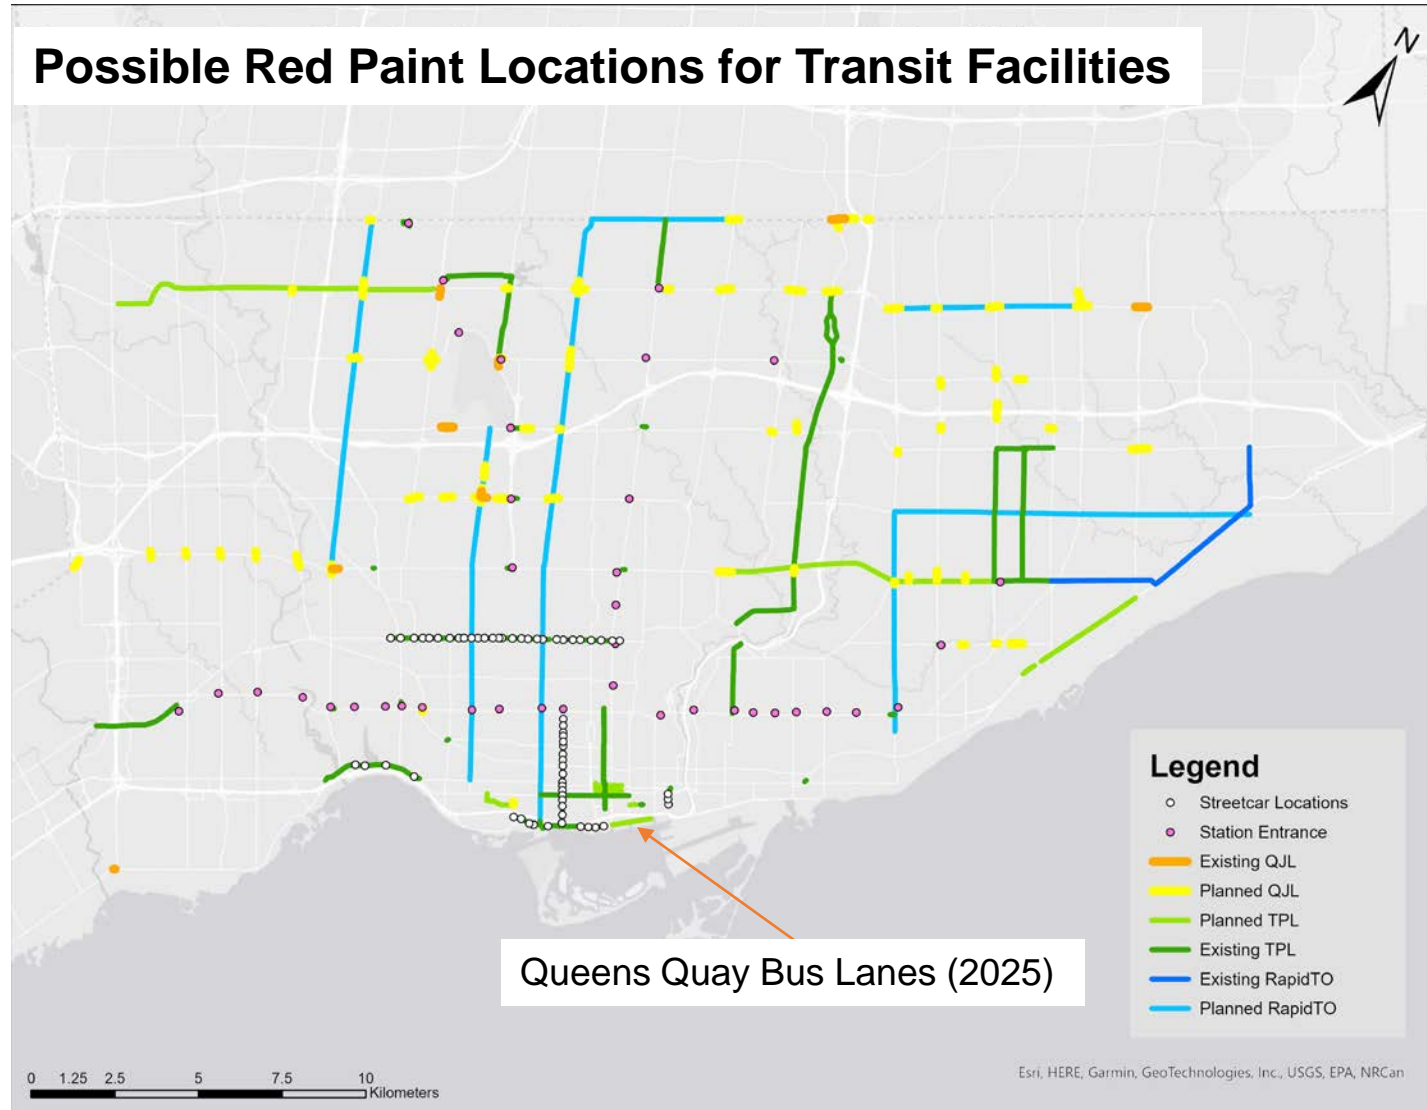 Possible Red Paint Locations for Transit Facilities
N
Legend
Streetcar Locations
Station Entrance
Existing QJL
Planned QJL
Planned TPL
Existing TPL
Existing RapidTO
Planned RapidTO
Queens Quay Bus Lanes (2025)
0 1.25 2.5 5 7.5 10
Kilometers
Esri, HERE, Garmin, GeoTechnologies, Inc., USGS, EPA, NRCan